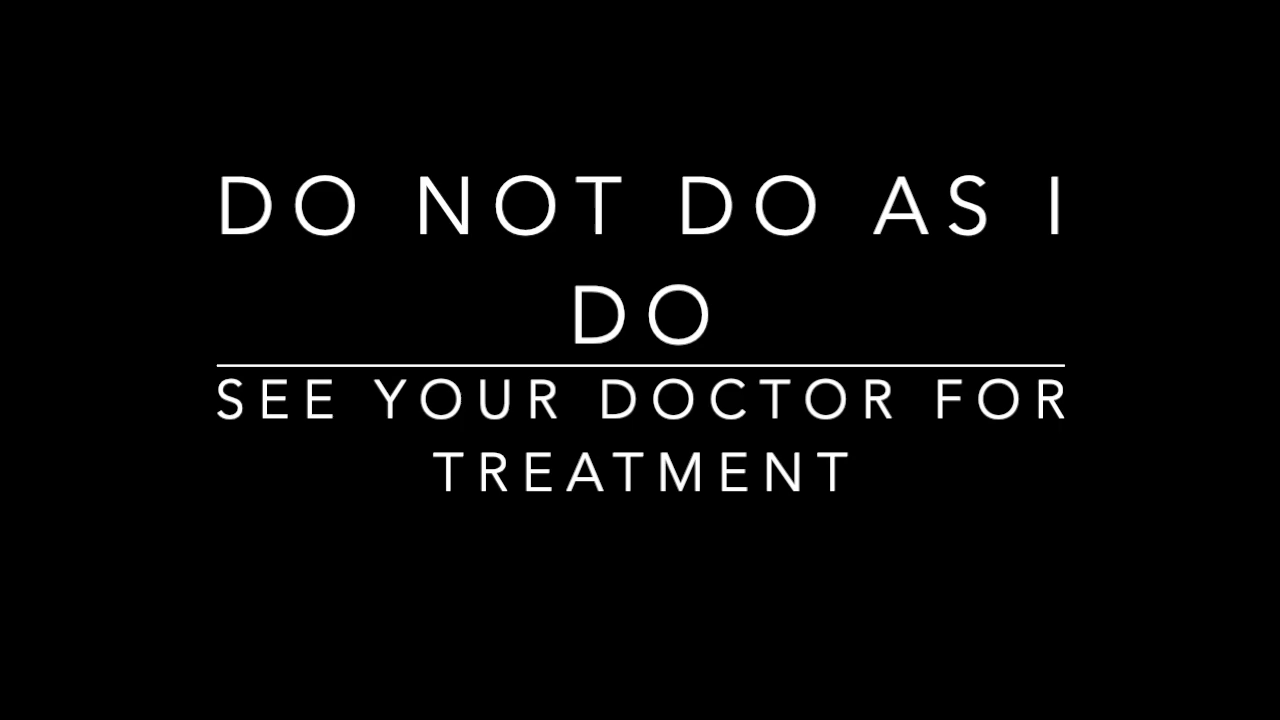 DO NOT DO AS I
DO
SEE YOUR DOCTOR FOR
TREATMENT